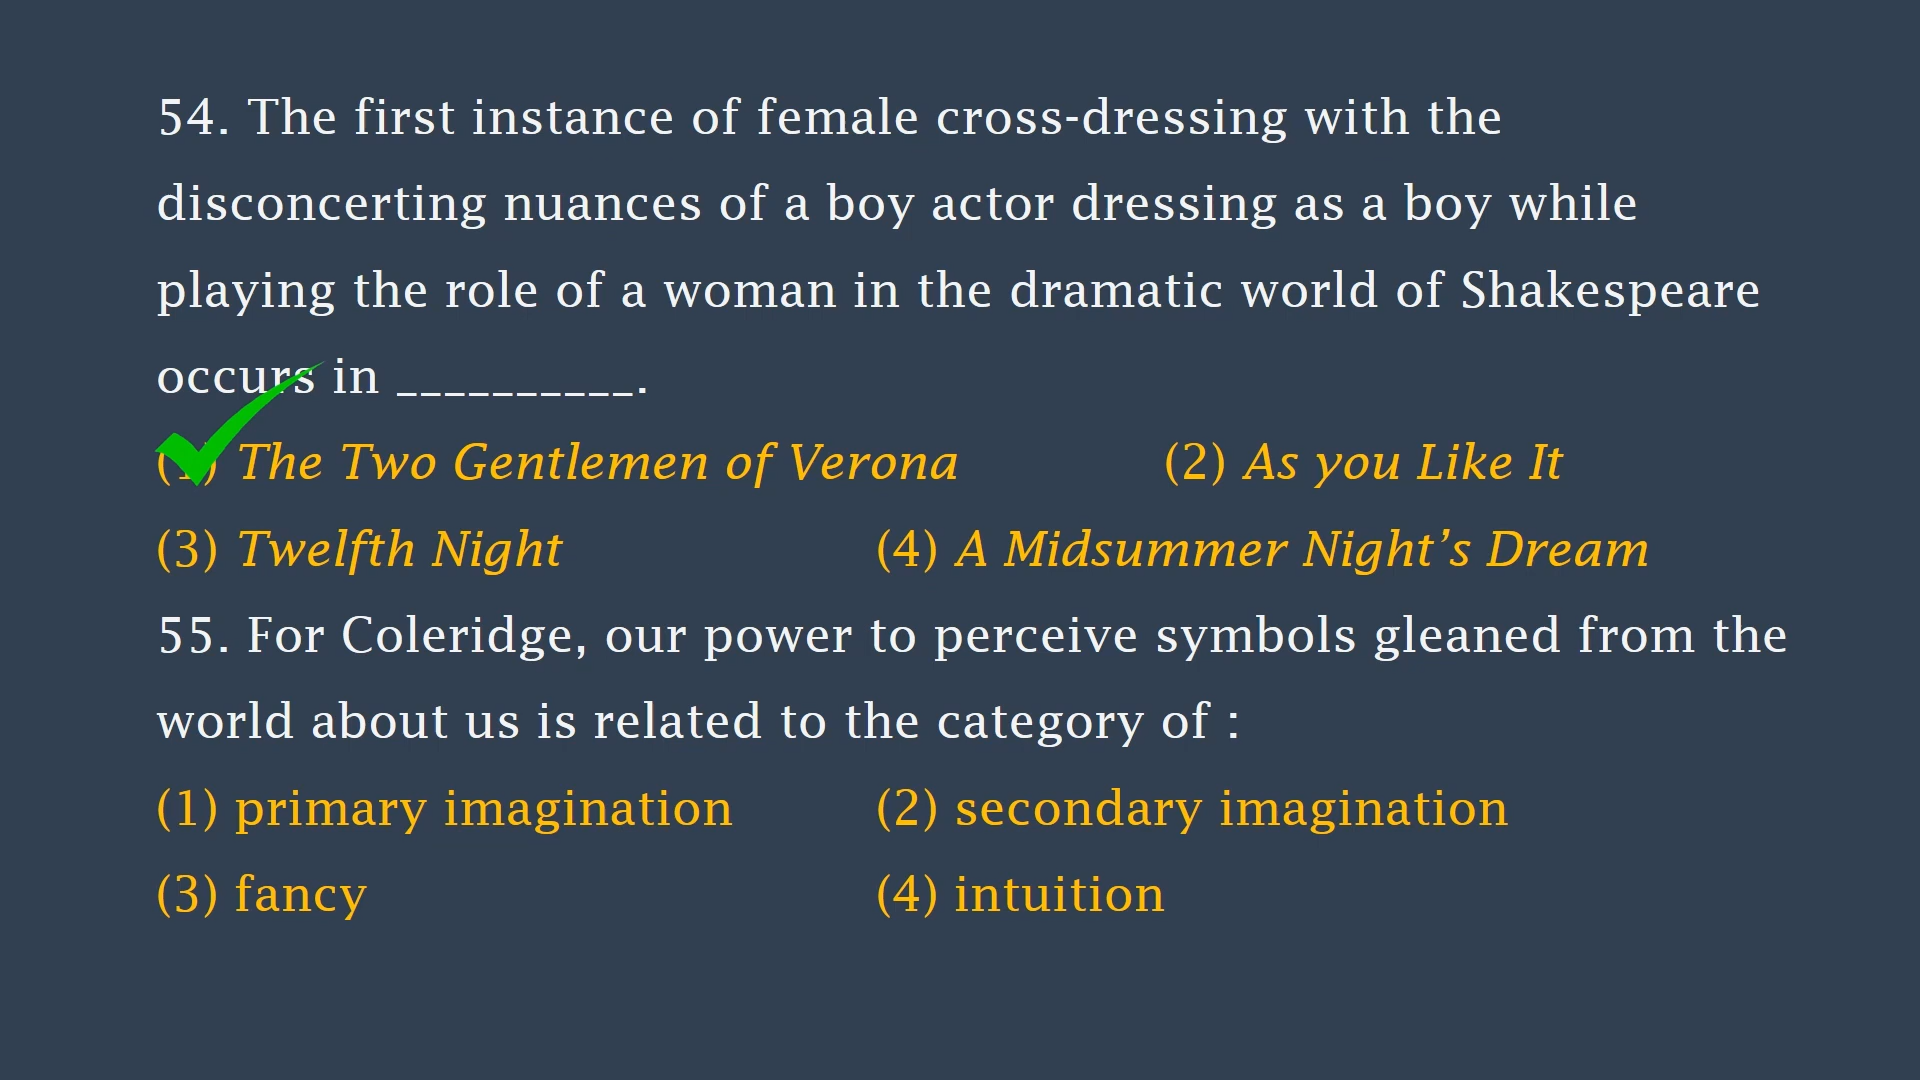 54. The first instance of female cross-dressing with the
disconcerting nuances of a boy actor dressing as a boy while
playing the role of a woman in the dramatic world of Shakespeare
occurs in __________.
(1) The Two Gentlemen of Verona (2) As you Like It
(3) Twelfth Night (4) A Midsummer Night’s Dream
55. For Coleridge, our power to perceive symbols gleaned from the
world about us is related to the category of :
(1) primary imagination (2) secondary imagination
(3) fancy (4) intuition